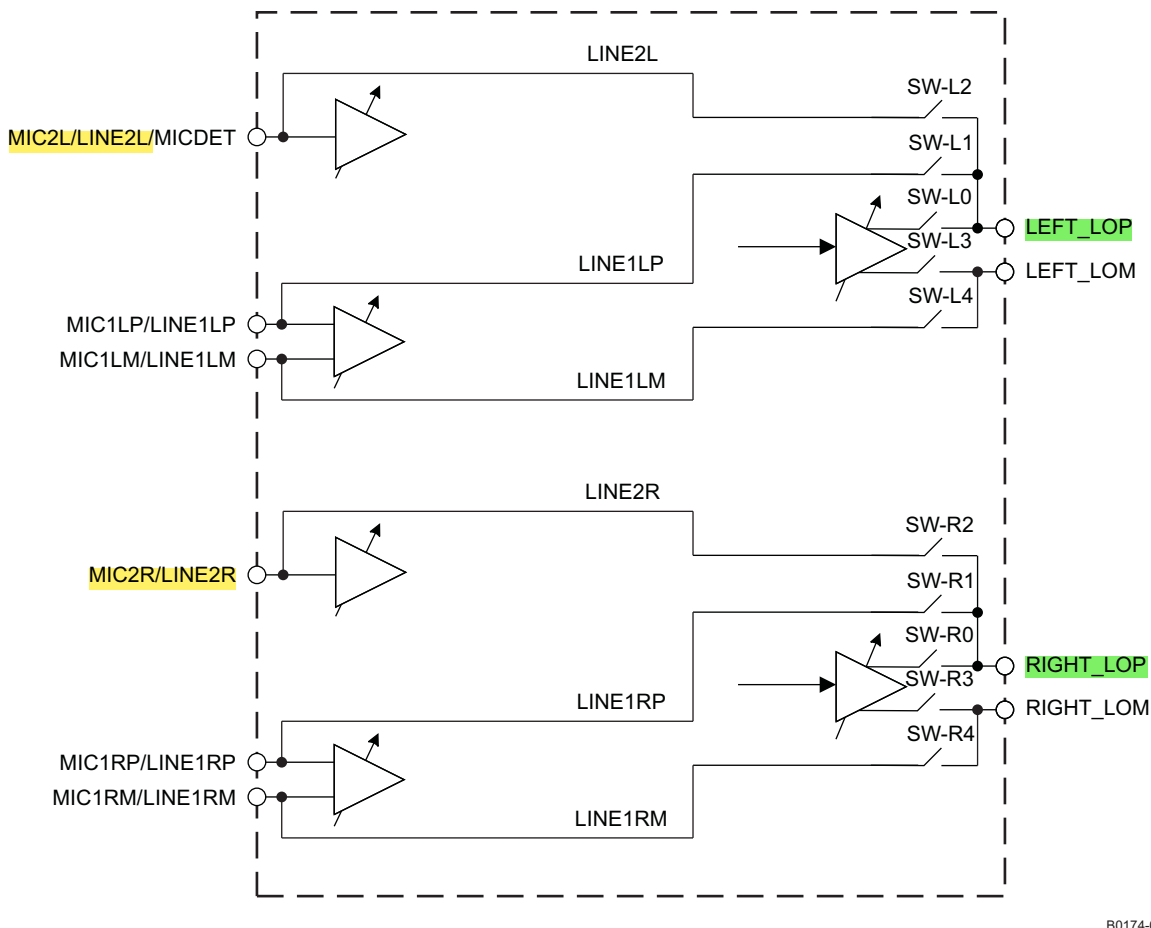 LINE2L
SW-L2
MIC2L/LINE2L/MICDET
SW-L1
SW-L0
LEFT_LOP
SW-L3
LINE1LP
LEFT_LOM
SW-L4
MIC1LP/LINE1LP
MIC1LM/LINE1LM
LINE1LM
LINE2R
SW-R2
MIC2R/LINE2R
SW-R1
SW-R0
RIGHT_LOP
SW-R3
LINE1RP
RIGHT_LOM
SW-R4
MIC1RP/LINE1RP
MIC1RM/LINE1RM
LINE1RM